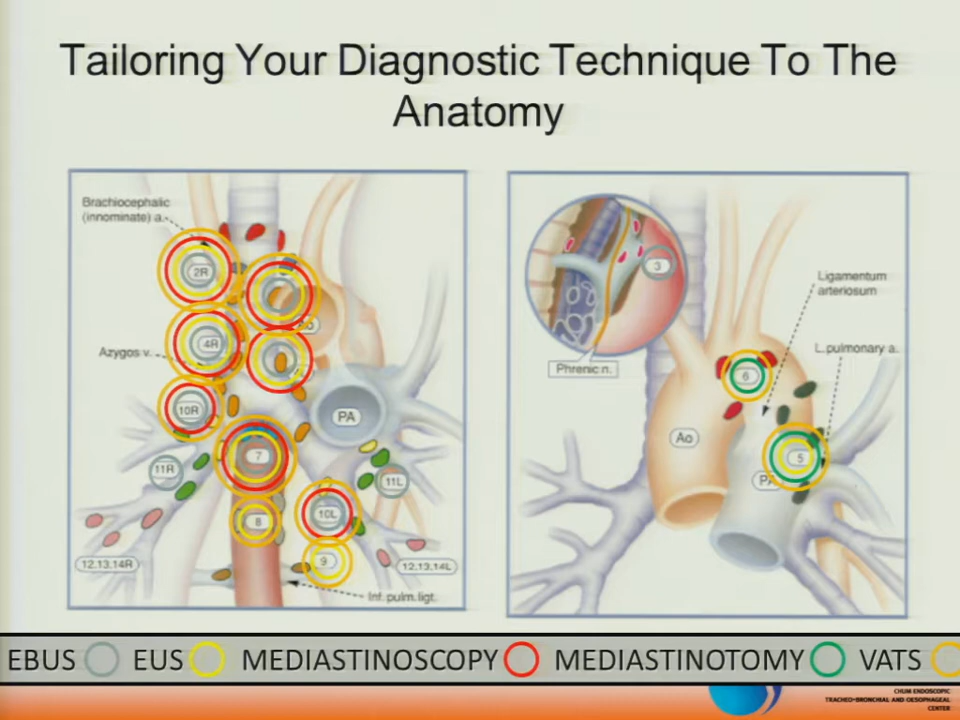 Tailoring Your Diagnostic Technique To The
Anatomy
Brachiocephalic
(innominate) a.
2R
4R
Azygos v.
10R
PA
7
11R
11L
8
10L
9
12.13.14R
12.13.14L
Inf. pulm. ligt.
3
Ligamentum
arteriosum
L.pulmonary a.
Phrenic n.
6
Ao
5
PA
EBUS EUS MEDIASTINOSCOPY MEDIASTINOTOMY VATS
CHUM ENDOSCOPIC
TRACHEO-BRONCHIAL AND OESOPHAGEAL
CENTER